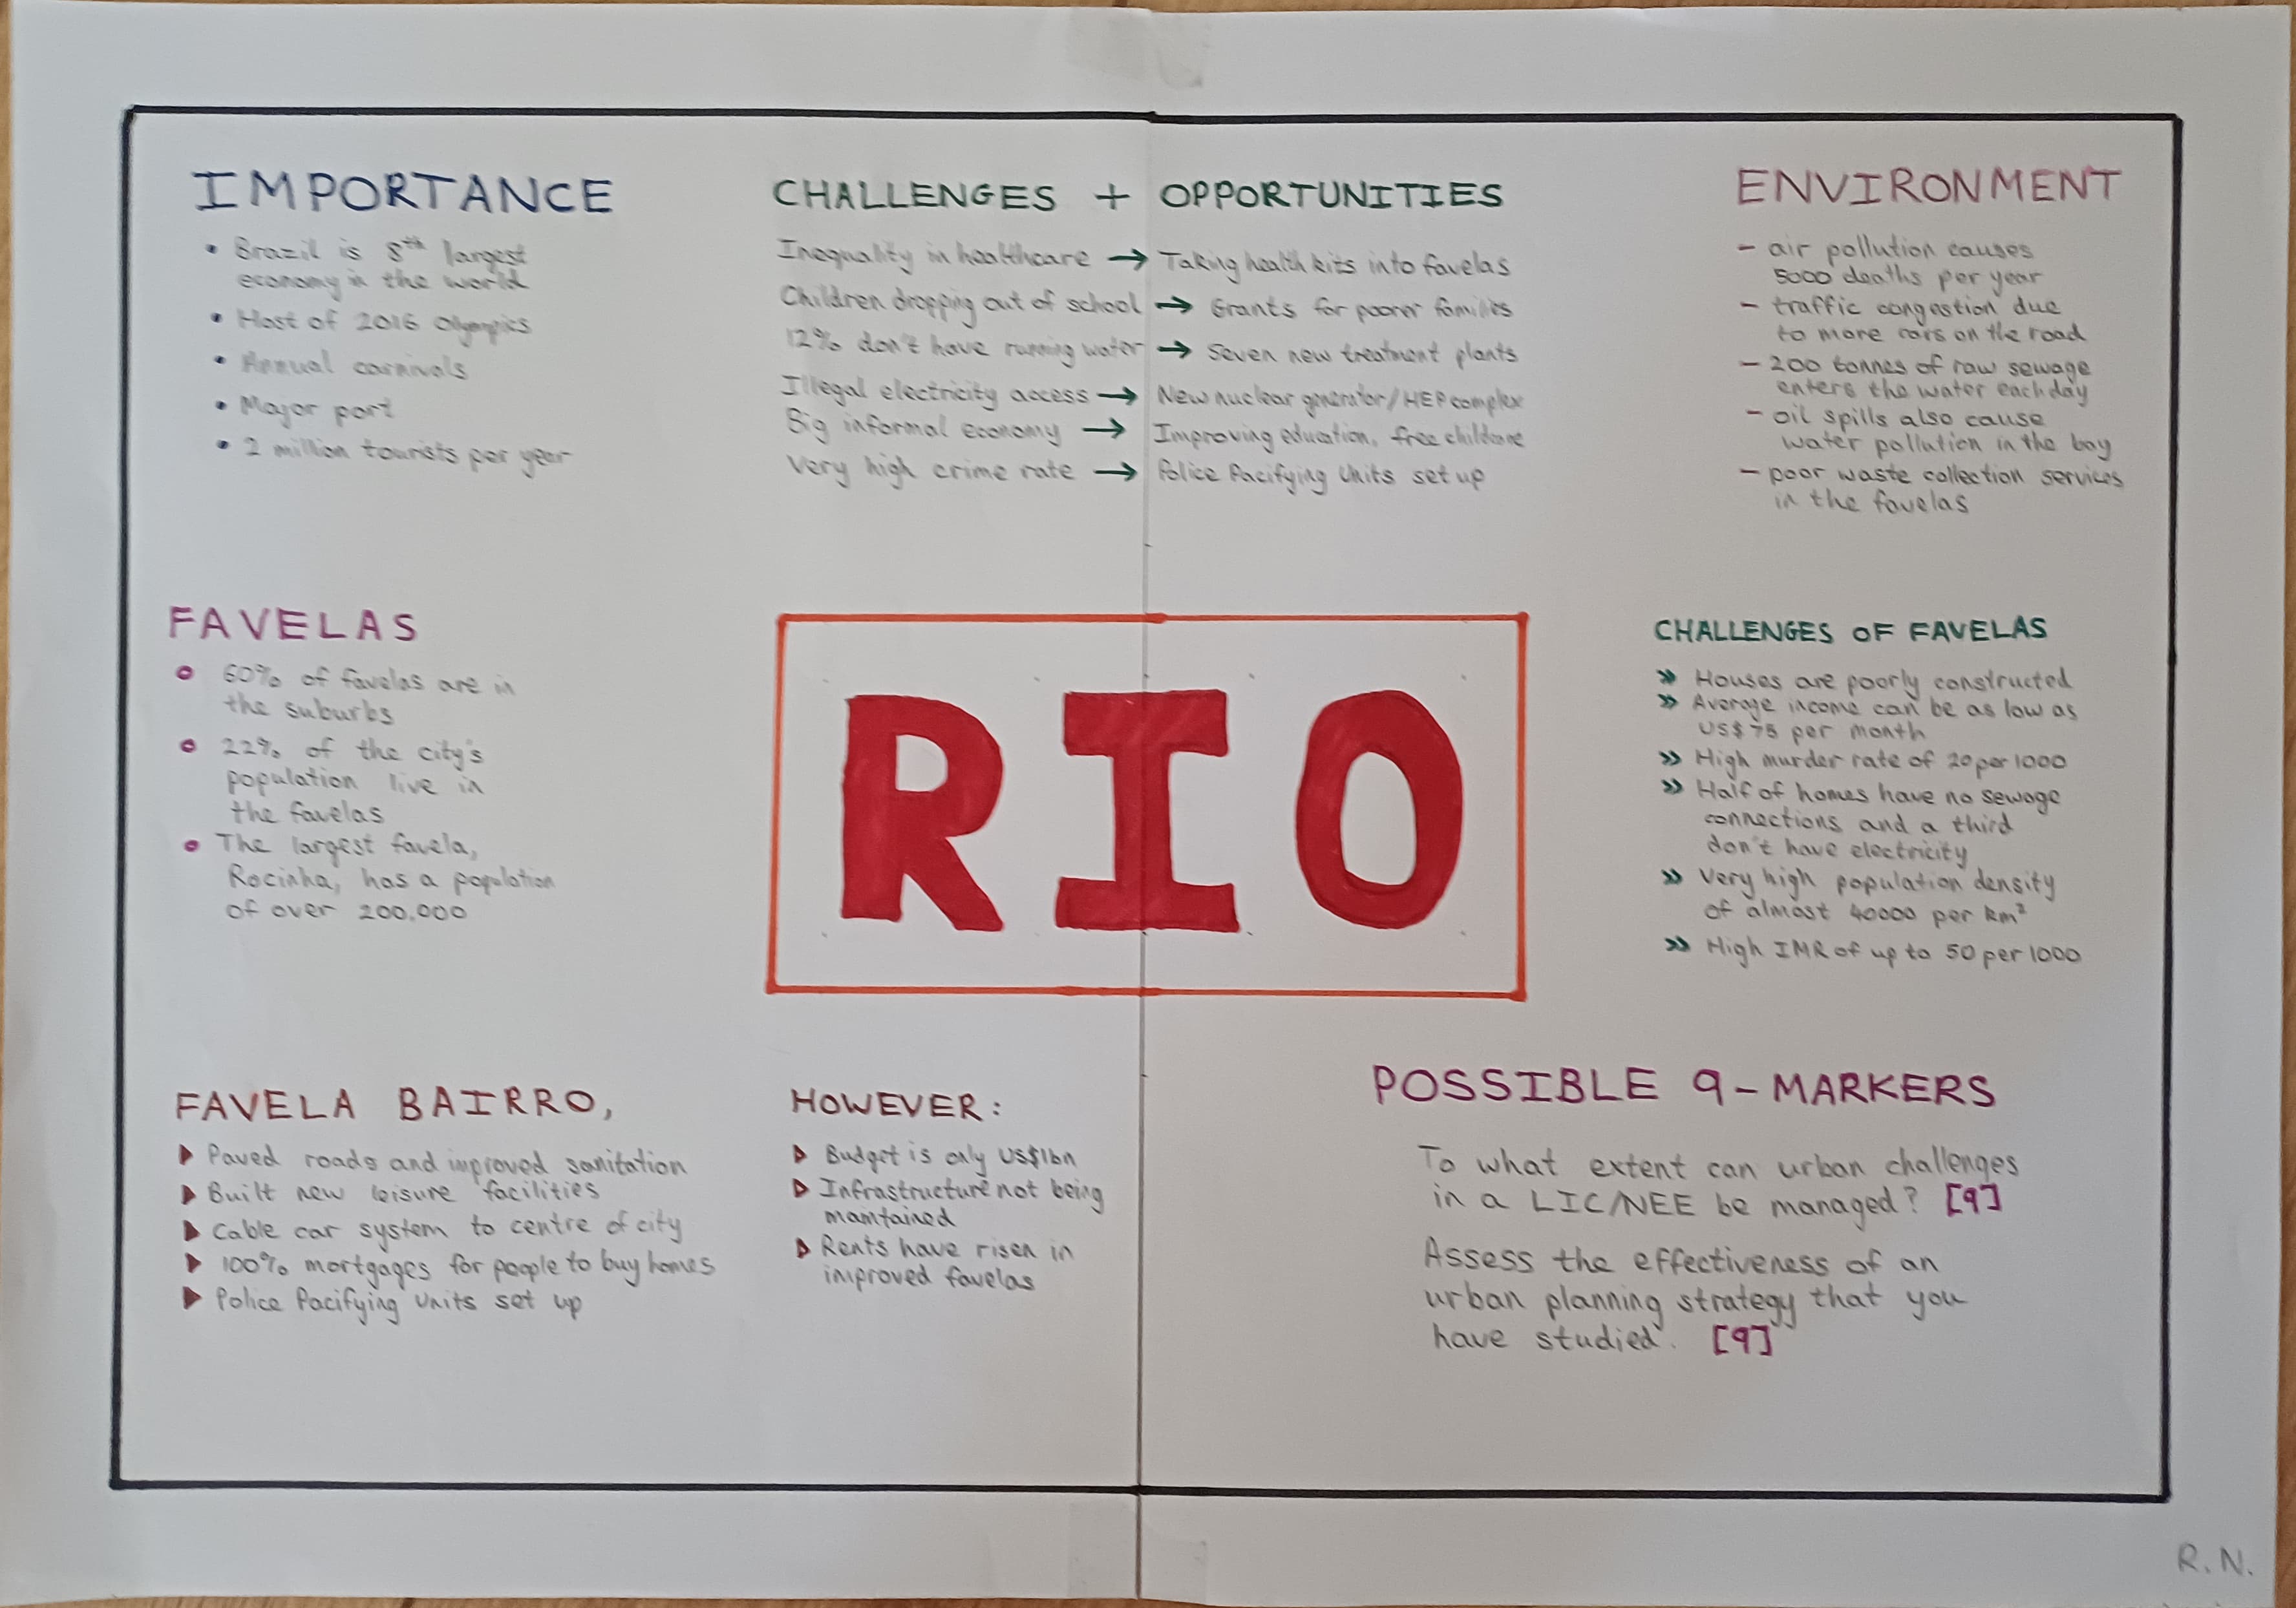 IMPORTANCE
• Brazil is 8th largest
economy in the world
• Host of 2016 Olympics
• Annual carnivals
• Major port
• 2 million tourists per year
CHALLENGES + OPPORTUNITIES
Inequality in healthcare → Taking health kits into favelas
Children dropping out of school → Grants for poorer families
12% don't have running water → Seven new treatment plants
Illegal electricity access → New nuclear generator/HEP complex
Big informal economy → Improving education, free childcare
Very high crime rate → Police Pacifying Units set up
ENVIRONMENT
- air pollution causes
5000 deaths per year
- traffic congestion due
to more cars on the road
- 200 tonnes of raw sewage
enters the water each day
- oil spills also cause
water pollution in the bay
- poor waste collection services
in the favelas
FAVELAS
• 60% of favelas are in
the suburbs
• 22% of the city's
population live in
the favelas
• The largest favela,
Rocinha, has a population
of over 200,000
RIO
CHALLENGES OF FAVELAS
» Houses are poorly constructed
» Average income can be as low as
US$75 per month
» High murder rate of 20 per 1000
» Half of homes have no sewage
connections and a third
don't have electricity
» Very high population density
of almost 40000 per km²
» High IMR of up to 50 per 1000
FAVELA BAIRRO,
▶ Paved roads and improved sanitation
▶ Built new leisure facilities
▶ Cable car system to centre of city
▶ 100% mortgages for people to buy homes
▶ Police Pacifying Units set up
HOWEVER:
▷ Budget is only US$1bn
▷ Infrastructure not being
maintained
▷ Rents have risen in
improved favelas
POSSIBLE 9-MARKERS
To what extent can urban challenges
in a LIC/NEE be managed? [9]
Assess the effectiveness of an
urban planning strategy that you
have studied. [9]
R.N.